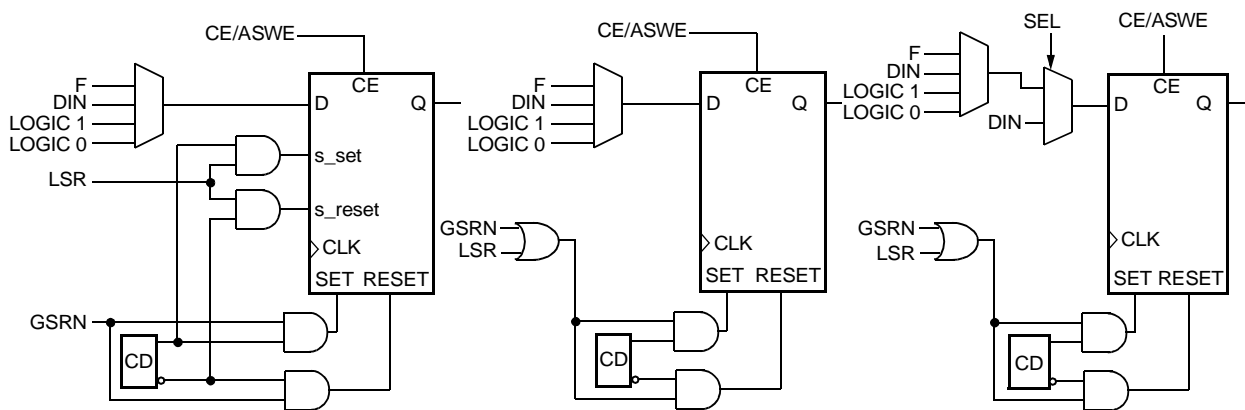 CE/ASWE
F
DIN
LOGIC 1
LOGIC 0
LSR
GSRN
CE
D
Q
s_set
s_reset
CLK
SET RESET
CD
CE/ASWE
F
DIN
LOGIC 1
LOGIC 0
GSRN
LSR
CE
D
Q
CLK
SET RESET
CD
SEL
CE/ASWE
F
DIN
LOGIC 1
LOGIC 0
DIN
GSRN
LSR
CE
D
Q
CLK
SET RESET
CD